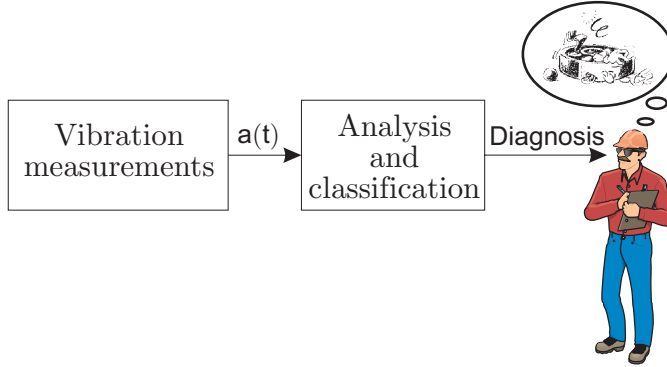 Vibration
measurements
a(t)
Analysis
and
classification
Diagnosis